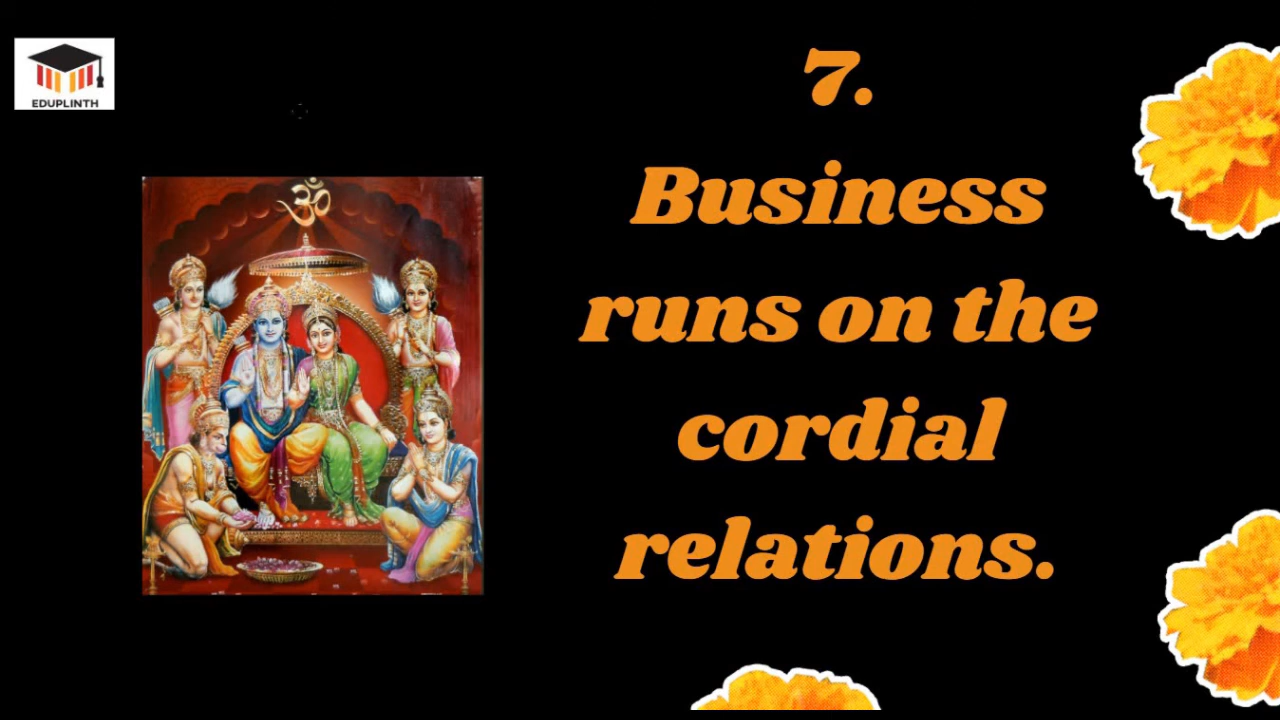 EDUPLINTH
7.
Business
runs on the
cordial
relations.
ॐ